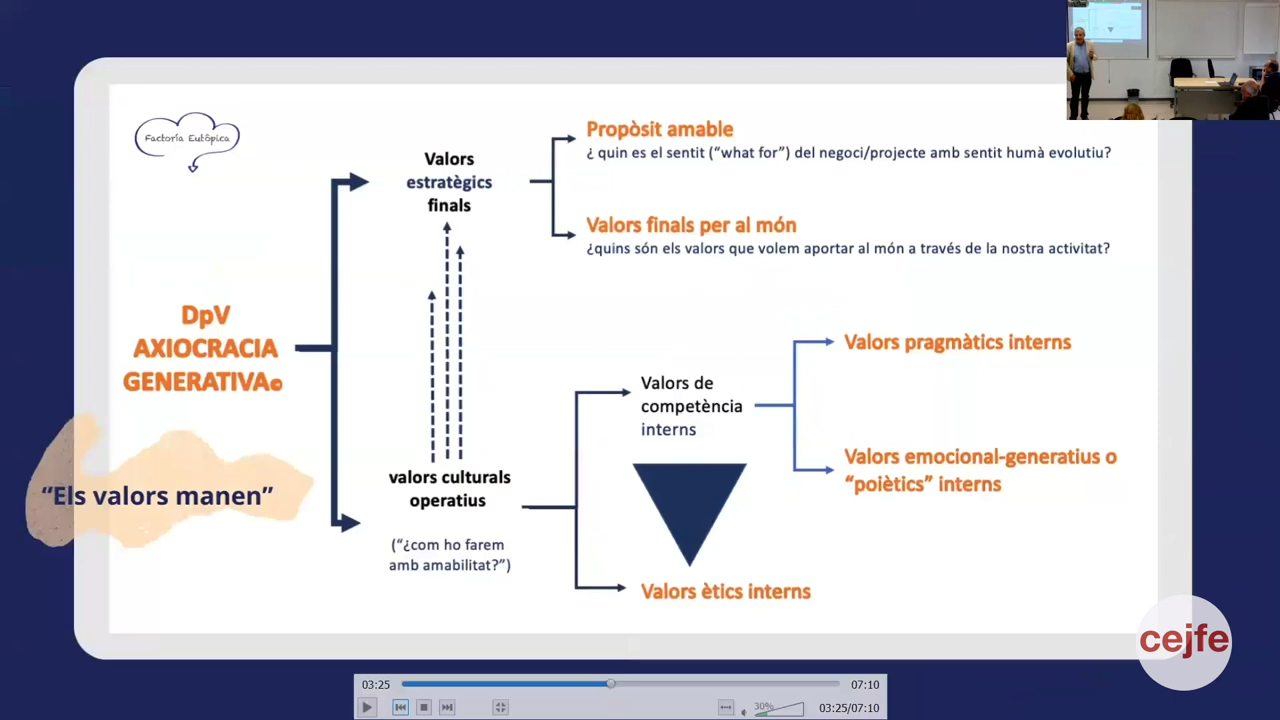 Factoría Eutòpica
Valors
estratègics
finals
Propòsit amable
¿ quin es el sentit (“what for”) del negoci/projecte amb sentit humà evolutiu?
Valors finals per al món
¿quins són els valors que volem aportar al món a través de la nostra activitat?
DpV
AXIOCRACIA
GENERATIVA©
“Els valors manen”
valors culturals
operatius
(“¿com ho farem
amb amabilitat?”)
Valors de
competència
interns
Valors pragmàtics interns
Valors emocional-generatius o
“poiètics” interns
Valors ètics interns
cejfe
03:25
07:10
30%
03:25/07:10